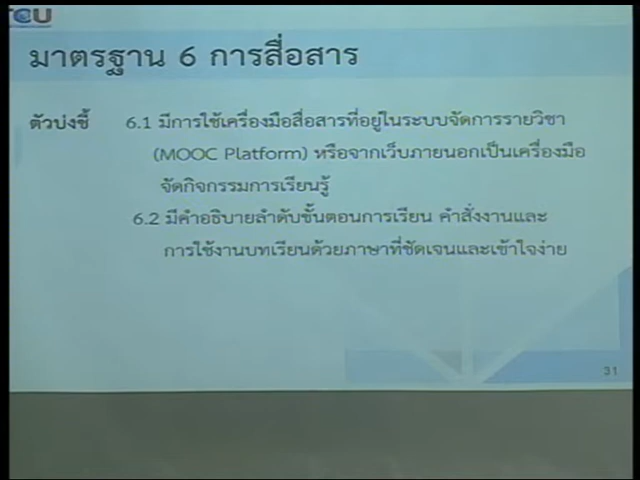 TCU
มาตรฐาน 6 การสื่อสาร
ตัวบ่งชี้ 6.1 มีการใช้เครื่องมือสื่อสารที่อยู่ในระบบจัดการรายวิชา
(MOOC Platform) หรือจากเว็บภายนอกเป็นเครื่องมือ
จัดกิจกรรมการเรียนรู้
6.2 มีคำอธิบายลำดับขั้นตอนการเรียน คำสั่งงานและ
การใช้งานบทเรียนด้วยภาษาที่ชัดเจนและเข้าใจง่าย
31